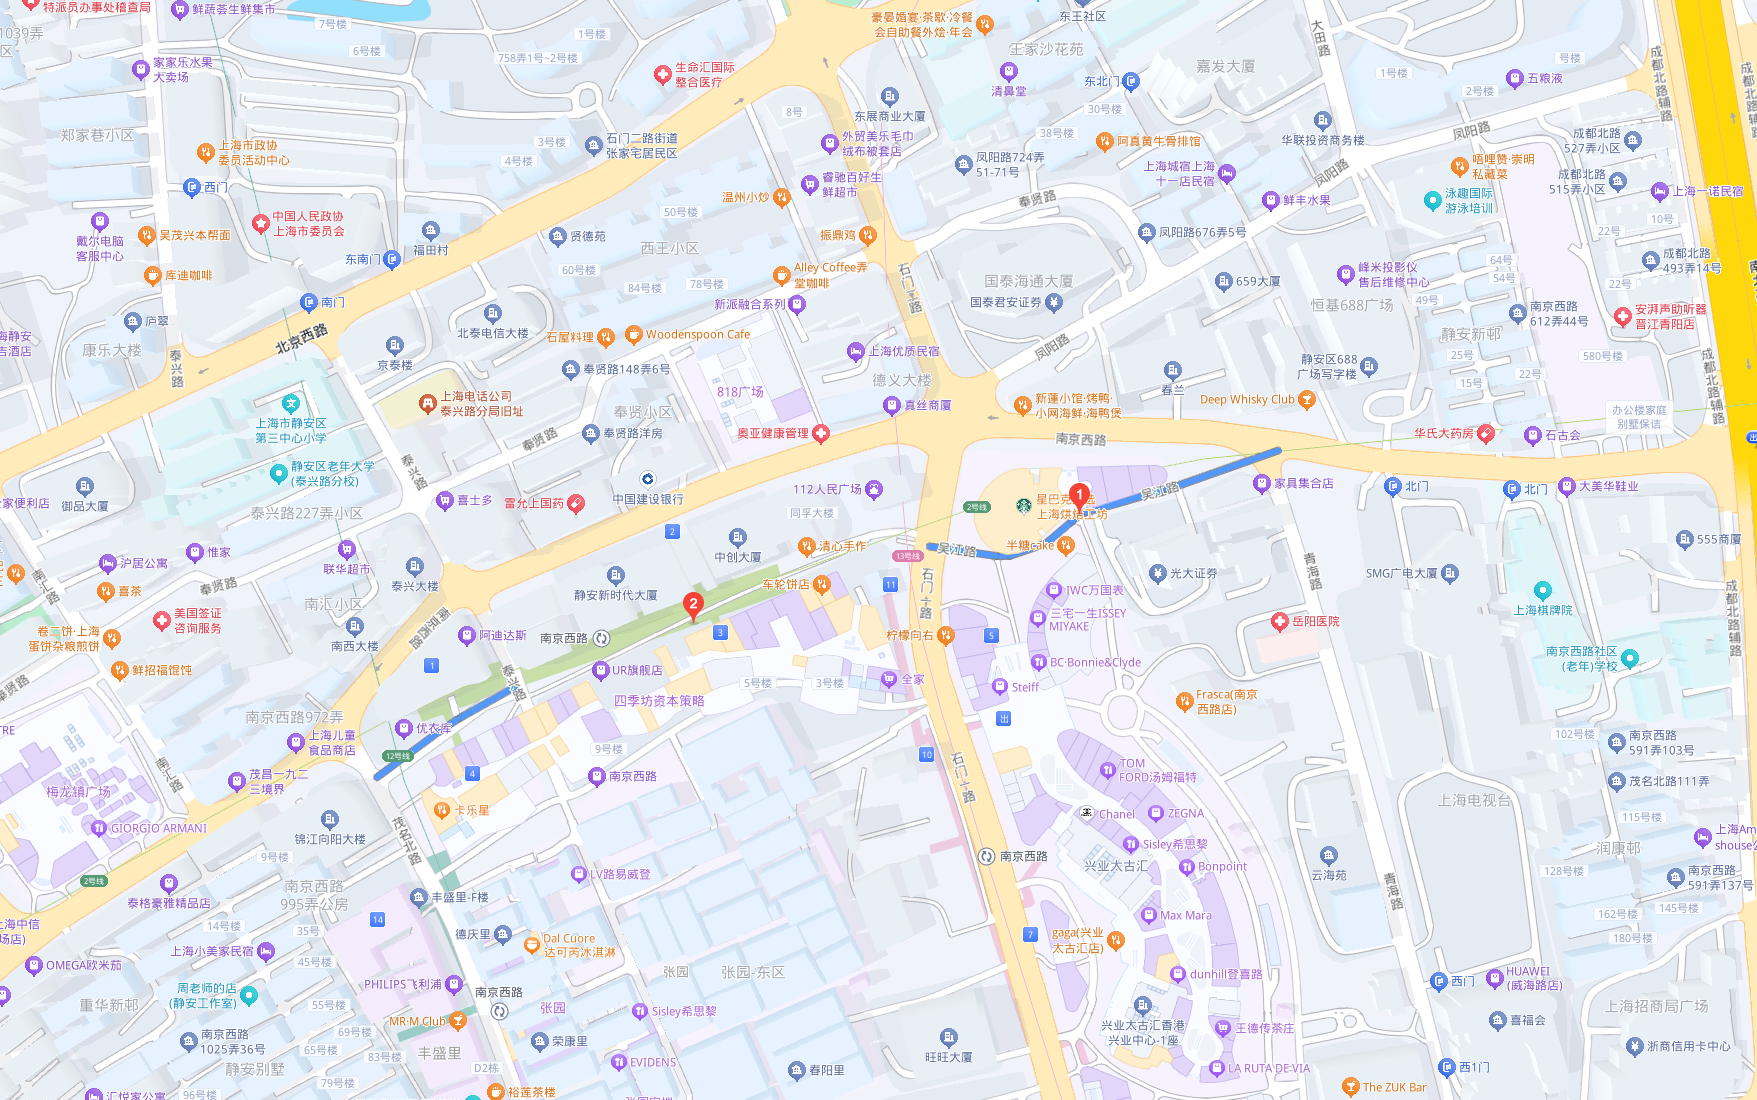 特派员办事处稽查局
鲜蔬荟生鲜集市
7号楼
6号楼
1号楼
758弄1号~2号楼
豪晏婚宴·茶歇·冷餐
会自助餐外烩·年会
东王社区
王家沙花苑
大田路
成都北路辅路
1039弄
家家乐水果
大卖场
生命汇国际
整合医疗
清鼻堂
东北门
嘉发大厦
1号楼
号楼
五粮液
2号楼
东展商业大厦
8号
30号楼
38号楼
外贸美乐毛巾
绒布被套店
阿真黄牛骨排馆
华联投资商务楼
凤阳路
成都北路
527弄小区
郑家巷小区
上海市政协
委员活动中心
3号楼
4号楼
石门二路街道
张家宅居民区
凤阳路724弄
51-71号
上海城宿上海
十一店民宿
凤阳路
唔哩赞·崇明
私藏菜
成都北路
515弄小区
西门
温州小炒
睿驰百好生
鲜超市
奉贤路
鲜丰水果
泳趣国际
游泳培训
上海一诺民宿
10号
中国人民政协
上海市委员会
戴尔电脑
客服中心
吴茂兴本帮面
50号楼
振鼎鸡
凤阳路676弄5号
22号
福田村
贤德苑
西王小区
东南门
库迪咖啡
60号楼
84号楼
78号楼
Alley Coffee弄
堂咖啡
石门二路
国泰海通大厦
659大厦
峰米投影仪
售后维修中心
64号
54号
成都北路
493弄14号
22号
南门
新派融合系列
国泰君安证券
恒基688广场
49号
南京西路
612弄44号
安湃声助听器
晋江青阳店
庐翠
北泰电信大楼
北京西路
石屋料理
Woodenspoon Cafe
凤阳路
静安新邨
康乐大楼
泰兴路
京泰楼
上海优质民宿
25号
580号楼
奉贤路148弄6号
静安区688
广场写字楼
成都北路辅路
德义大楼
春兰
15号
22号
818广场
上海电话公司
泰兴路分局旧址
真丝商厦
新蓮小馆·烤鸭·
小网海鲜·海鸭煲
Deep Whisky Club
办公楼家庭
别墅保洁
上海市静安区
第三中心小学
奉贤小区
奉贤路
奉贤路洋房
奥亚健康管理
南京西路
华氏大药房
石古会
静安区老年大学
(泰兴路分校)
泰兴路
家便利店
御品大厦
中国建设银行
112人民广场
家具集合店
北门
北门
大美华鞋业
喜士多
雷允上国药
泰兴路227弄小区
同孚大楼
2号线
星巴克
选
上海烘焙工坊
1
吴江路
2
惟家
沪居公寓
联华超市
中创大厦
清心手作
13号线
吴江路
半糖cake
555商厦
南汇路
喜茶
奉贤路
泰兴大楼
静安新时代大厦
车轮饼店
11
石门一路
光大证券
青海路
SMG广电大厦
南汇小区
IWC万国表
上海棋牌院
美国签证
咨询服务
2
三宅一生ISSEY
MIYAKE
岳阳医院
成都北路辅路
卷二饼·上海
蛋饼杂粮煎饼
南西大楼
南京西路
阿迪达斯
南京西路
3
柠檬向右
5
鲜招福馄饨
1
UR旗舰店
BC·Bonnie&Clyde
南京西路社区
(老年)学校
奉贤路
泰兴路
5号楼
3号楼
全家
Steiff
Frasca(南京
西路店)
四季坊资本策略
南京西路972弄
上海儿童
食品商店
优衣库
9号楼
出
102号楼
南京西路
591弄103号
12号线
10
石门一路
TOM
FORD汤姆福特
南汇路
茂昌一九二
三境界
4
南京西路
茂名北路111弄
梅龙镇广场
卡乐星
Chanel
ZEGNA
上海电视台
115号楼
GIORGIO ARMANI
锦江向阳大楼
茂名北路
Sisley希思黎
润康邨
9号楼
南京西路
兴业太古汇
Bonpoint
云海苑
128号楼
2号线
泰格豪雅精品店
南京西路
995弄公房
丰盛里-F楼
LV路易威登
青海路
南京西路
591弄137号
145号楼
162号楼
14号楼
35号
14
德庆里
Max Mara
上海小美家民宿
45号楼
Dal Cuore
达可芮冰淇淋
7
gaga(兴业
太古汇店)
180号楼
OMEGA欧米茄
周老师的店
(静安工作室)
PHILIPS飞利浦
张园
张园-东区
dunhill登喜路
西门
HUAWEI
(威海路店)
重华新邨
55号楼
南京西路
张园
Sisley希思黎
上海招商局广场
MR·M Club
69号楼
兴业太古汇香港
兴业中心-1座
王德传茶庄
喜福会
南京西路
1025弄36号
65号楼
丰盛里
荣康里
旺旺大厦
浙商信用卡中心
静安别墅
83号楼
D2栋
EVIDENS
春阳里
LA RUTA DE VIA
西1门
79号楼
汇悦家公寓
96号楼
裕莲茶楼
The ZUK Bar